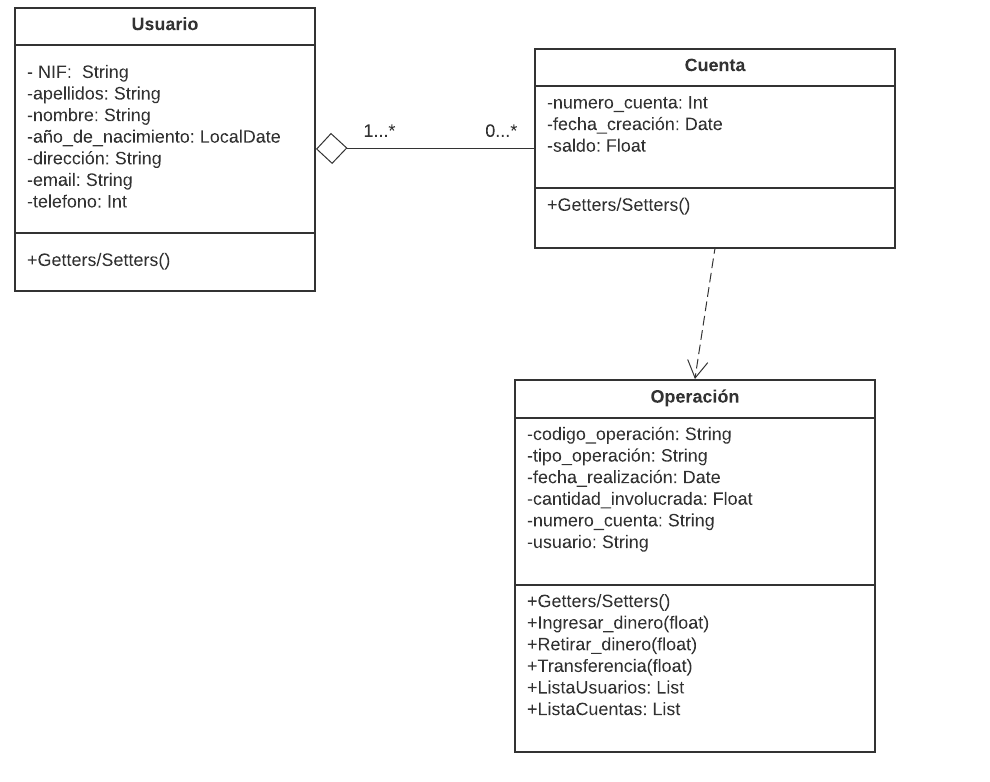 Usuario
- NIF:  String
-apellidos: String
-nombre: String
-año_de_nacimiento: LocalDate
-dirección: String
-email: String
-telefono: Int
+Getters/Setters()
1...*
0...*
Cuenta
-numero_cuenta: Int
-fecha_creación: Date
-saldo: Float
+Getters/Setters()
Operación
-codigo_operación: String
-tipo_operación: String
-fecha_realización: Date
-cantidad_involucrada: Float
-numero_cuenta: String
-usuario: String
+Getters/Setters()
+Ingresar_dinero(float)
+Retirar_dinero(float)
+Transferencia(float)
+ListaUsuarios: List
+ListaCuentas: List